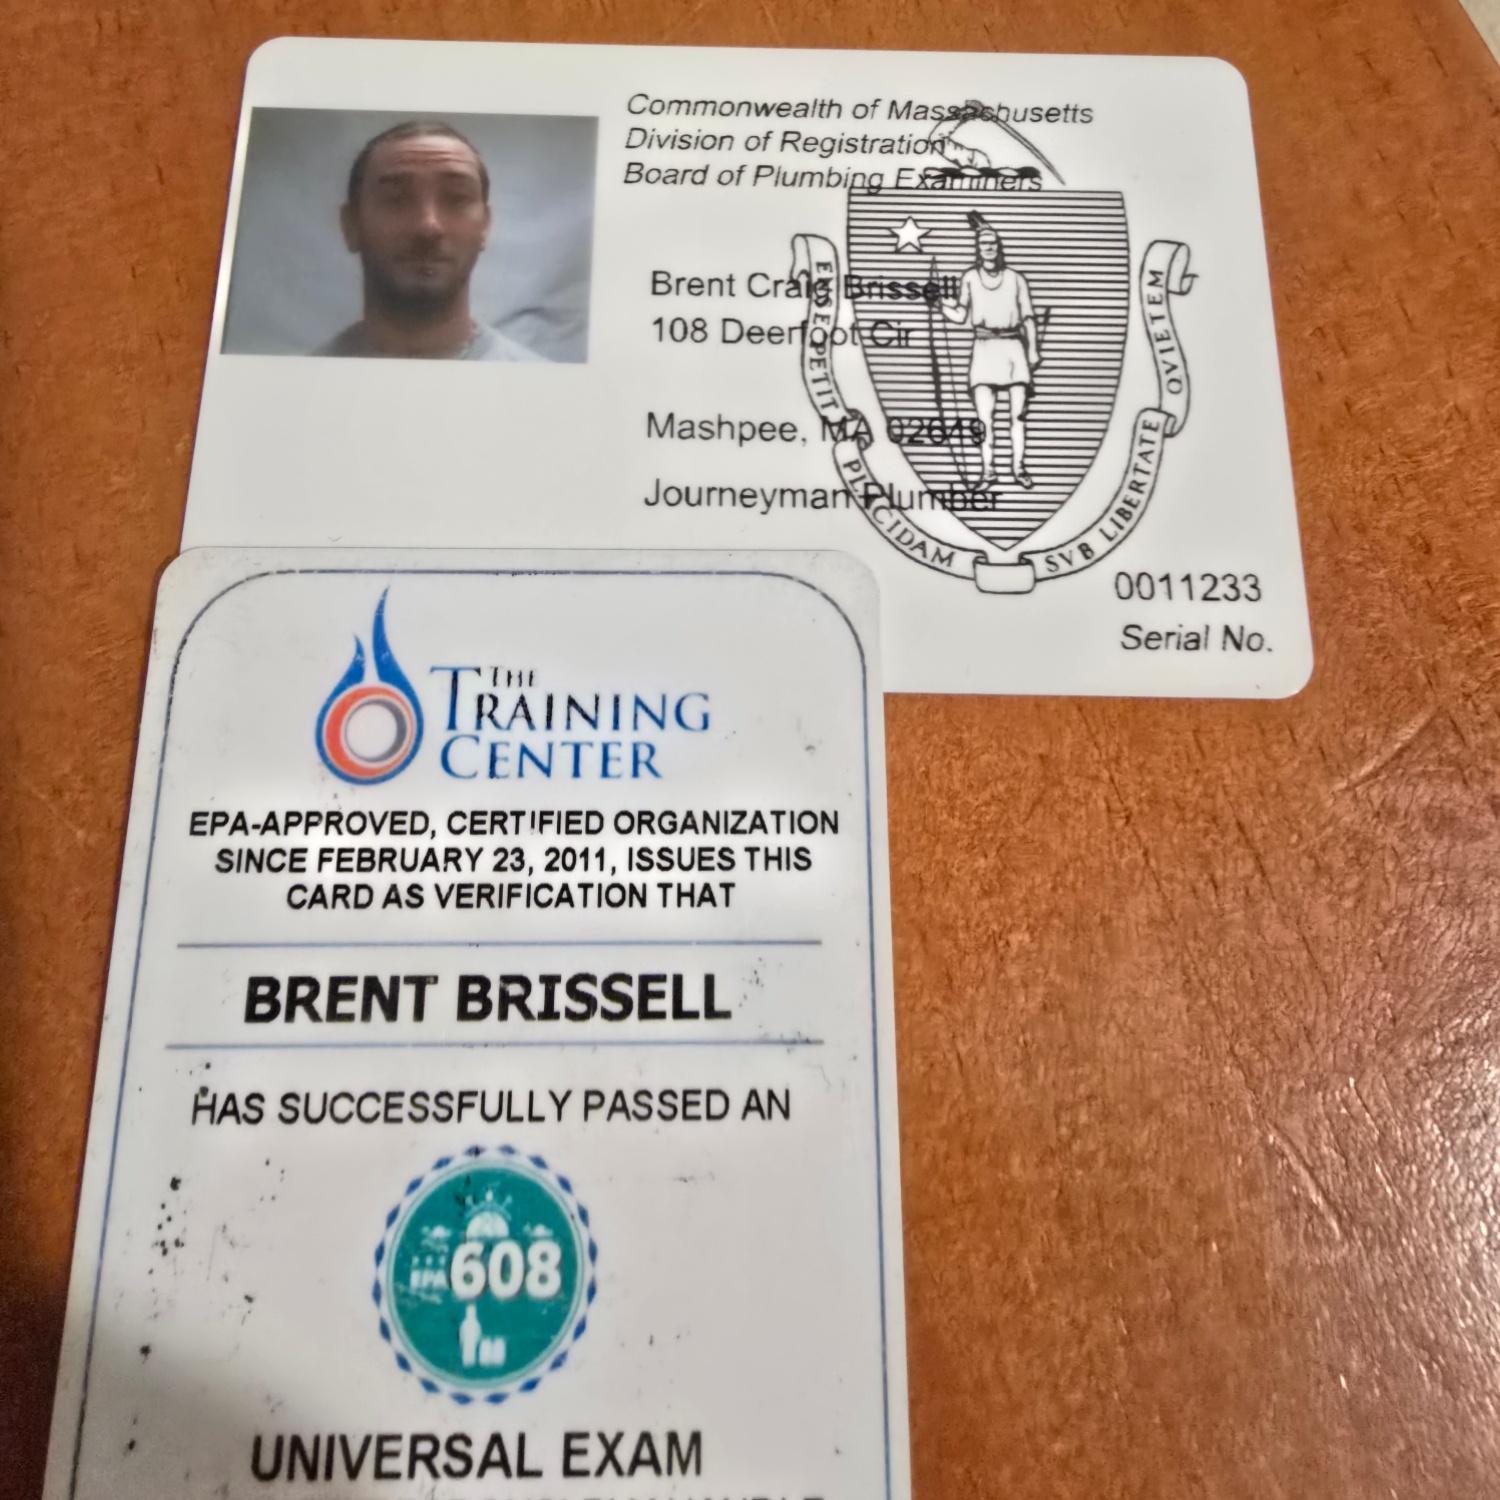 Commonwealth of Massachusetts
Division of Registration
Board of Plumbing Examiners
Brent Craig Brissell
108 Deerfoot Cir
Mashpee, MA 02649
Journeyman Plumber
ENSE PETIT PLACIDAM SVB LIBERTATE QVIETEM
0011233
Serial No.
THE
TRAINING
CENTER
EPA-APPROVED, CERTIFIED ORGANIZATION
SINCE FEBRUARY 23, 2011, ISSUES THIS
CARD AS VERIFICATION THAT
BRENT BRISSELL
HAS SUCCESSFULLY PASSED AN
EPA 608
UNIVERSAL EXAM